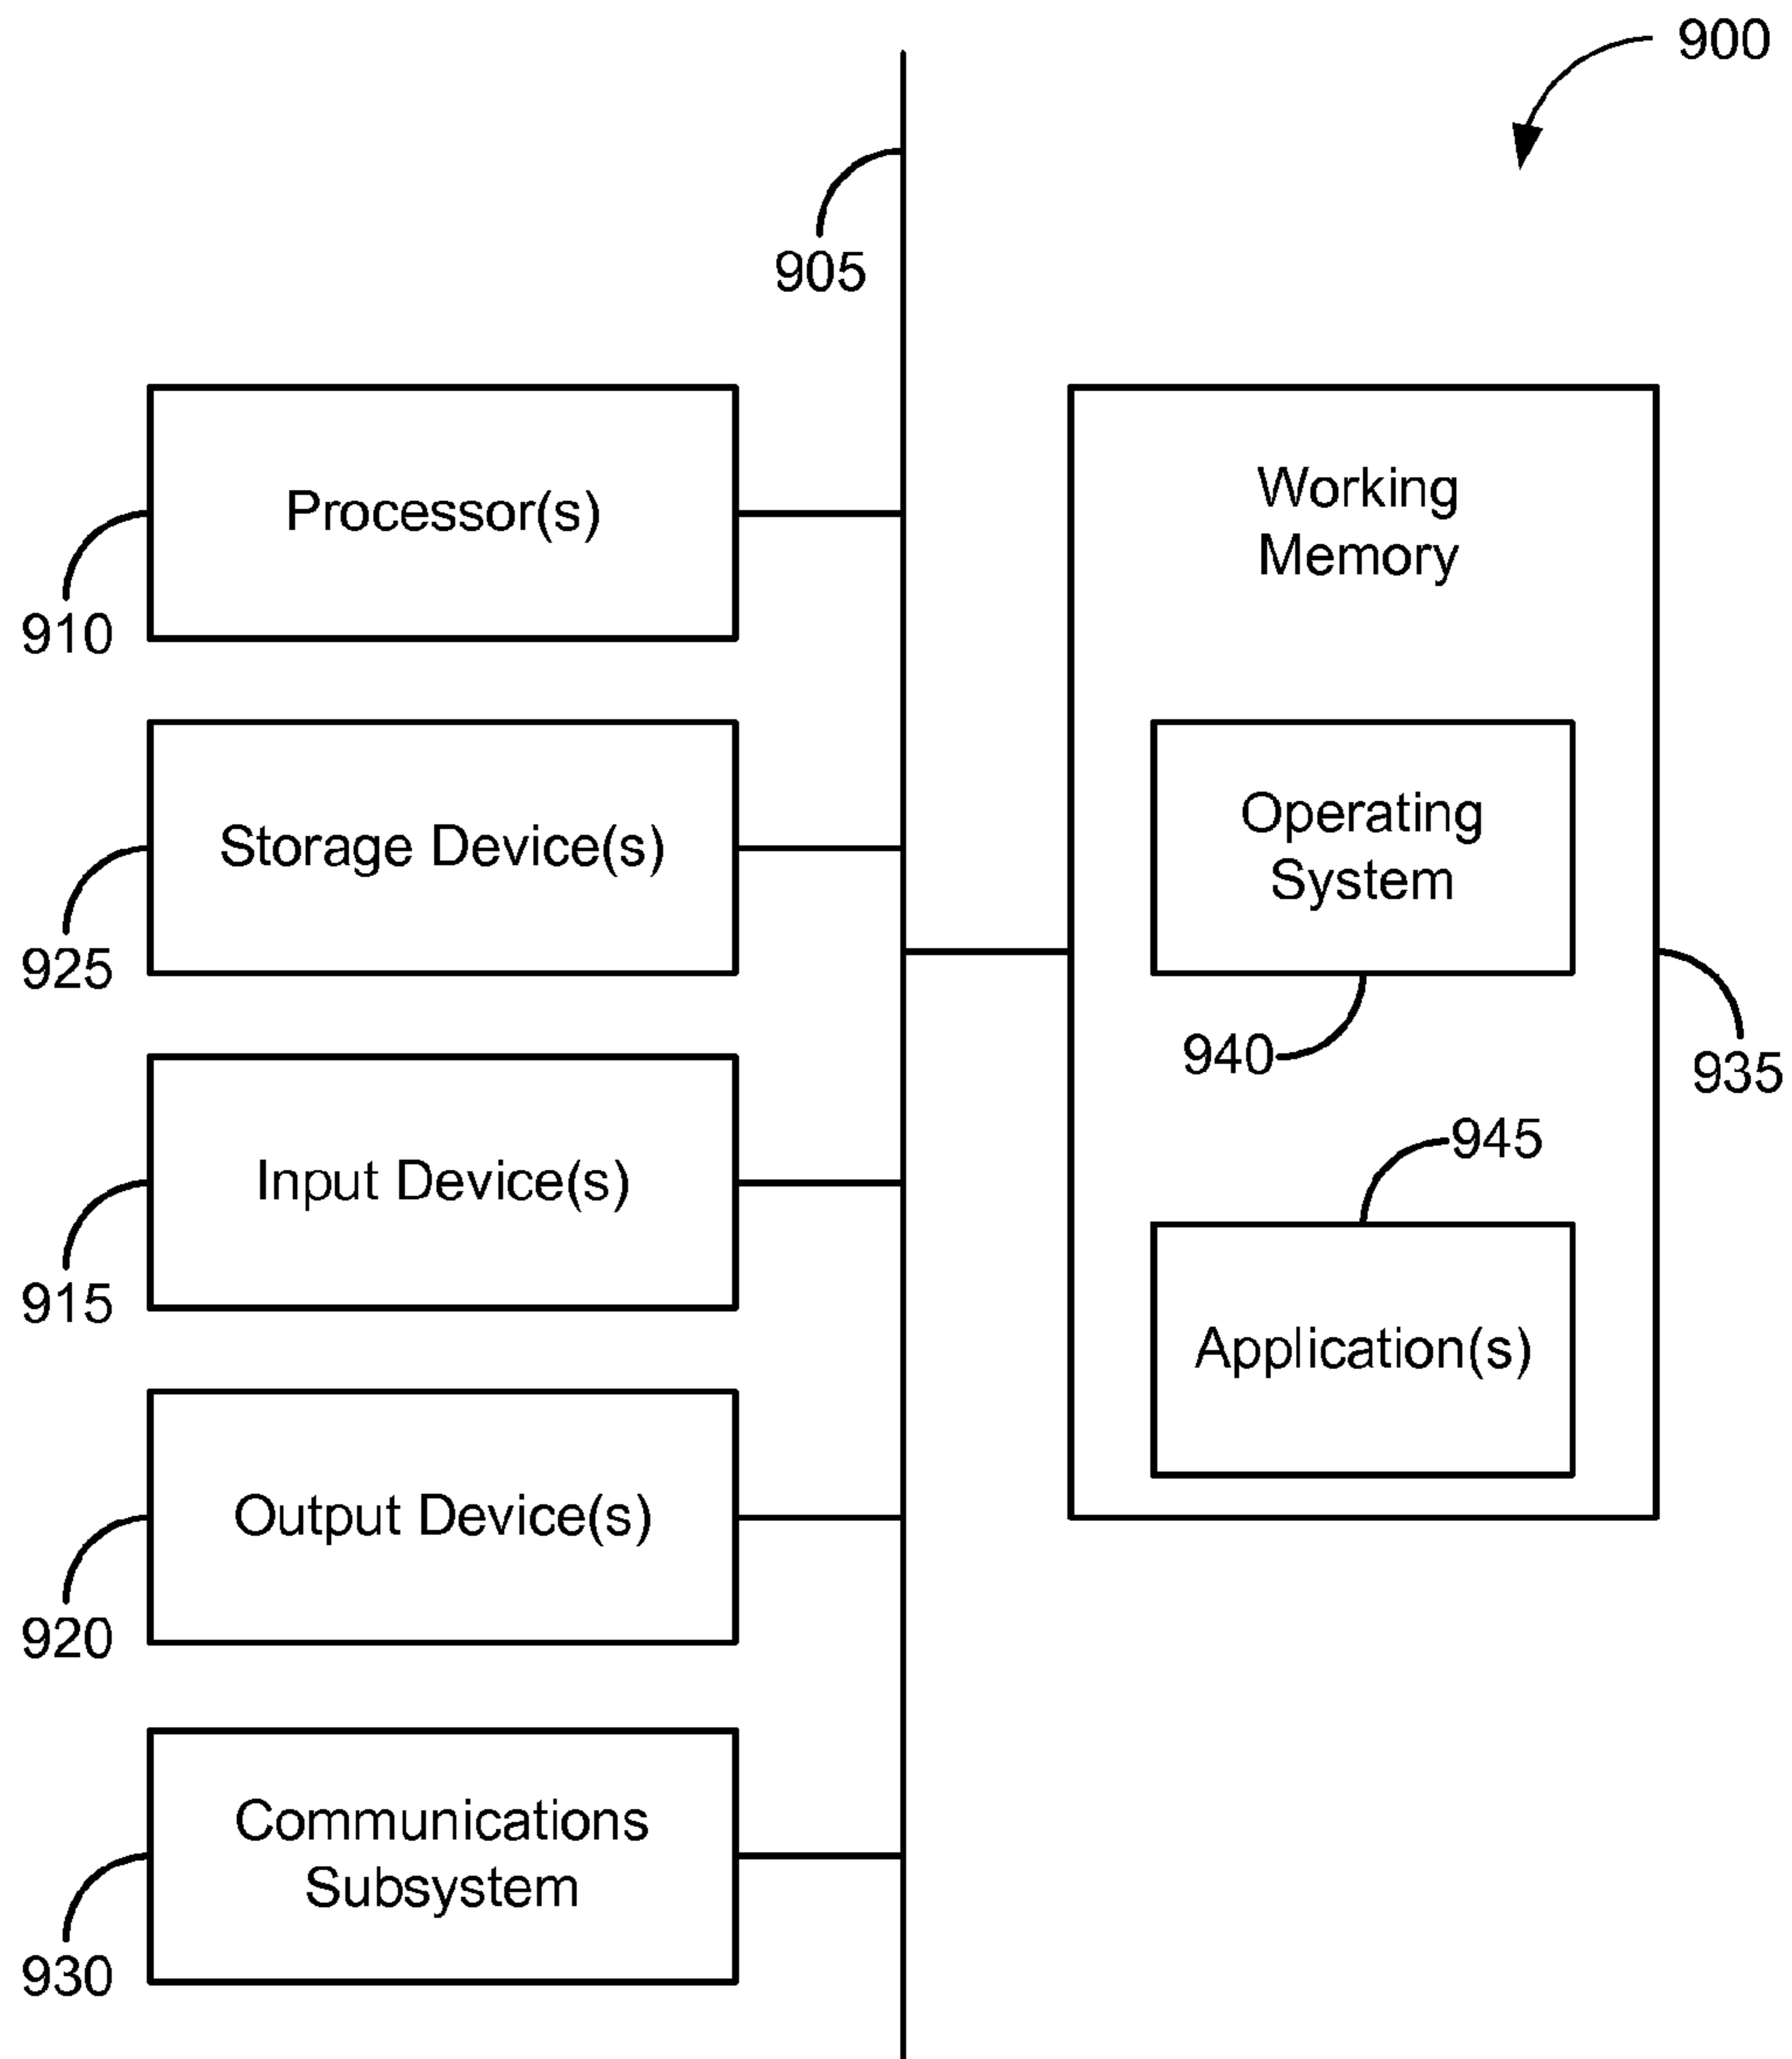 900
905
Processor(s)
910
Storage Device(s)
925
Input Device(s)
915
Output Device(s)
920
Communications
Subsystem
930
Working
Memory
Operating
System
940
935
945
Application(s)